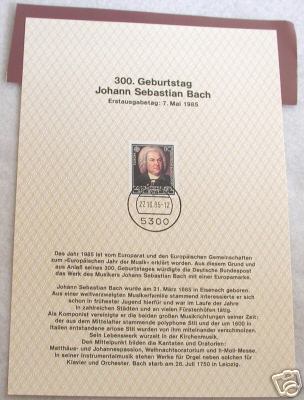 300. Geburtstag
Johann Sebastian Bach
Erstausgabetag: 7. Mai 1985
22.10.85-12
5300
Das Jahr 1985 ist vom Europarat und den Europäischen Gemeinschaften
zum »Europäischen Jahr der Musik« erklärt worden. Aus diesem Grund und
aus Anlaß seines 300. Geburtstages würdigte die Deutsche Bundespost
das Werk des Musikers Johann Sebastian Bach mit einer Europamarke.
Johann Sebastian Bach wurde am 21. März 1685 in Eisenach geboren.
Aus einer weitverzweigten Musikerfamilie stammend interessierte er sich
schon in frühester Jugend hierfür und war im Laufe der Jahre
in zahlreichen Städten und an vielen Fürstenhöfen tätig.
Als Komponist vereinigte er die beiden großen Musikrichtungen seiner Zeit:
der aus dem Mittelalter stammende polyphone Stil und der um 1600 in
Italien entstandene ariose Stil wurden von ihm miteinander verschmolzen.
Sein Lebenswerk wurzelt in der Kirchenmusik.
Den Mittelpunkt bilden die Kantaten und Oratorien:
Matthäus- und Johannespassion, Weihnachtsoratorium und H-Moll-Messe.
In seiner Instrumentalmusik stehen Werke für Orgel neben solchen für
Klavier und Orchester. Bach starb am 28. Juli 1750 in Leipzig.